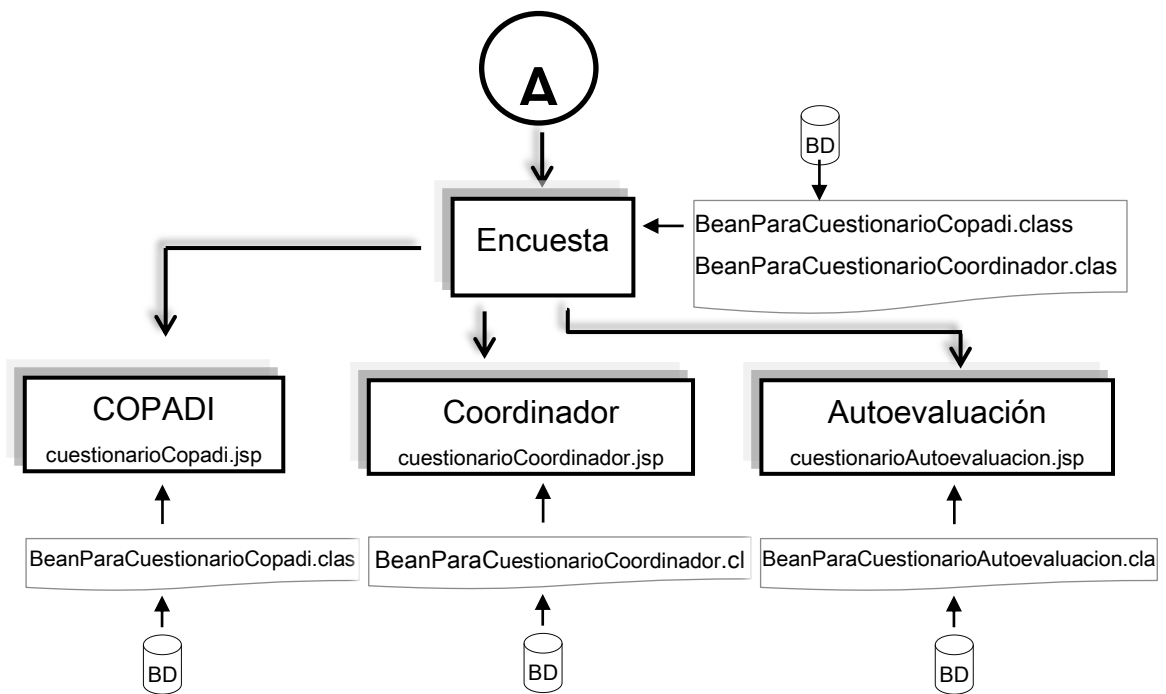 A
BD
Encuesta
BeanParaCuestionarioCopadi.class
BeanParaCuestionarioCoordinador.clas
COPADI
cuestionarioCopadi.jsp
Coordinador
cuestionarioCoordinador.jsp
Autoevaluación
cuestionarioAutoevaluacion.jsp
BeanParaCuestionarioCopadi.clas
BeanParaCuestionarioCoordinador.cl
BeanParaCuestionarioAutoevaluacion.cla
BD
BD
BD